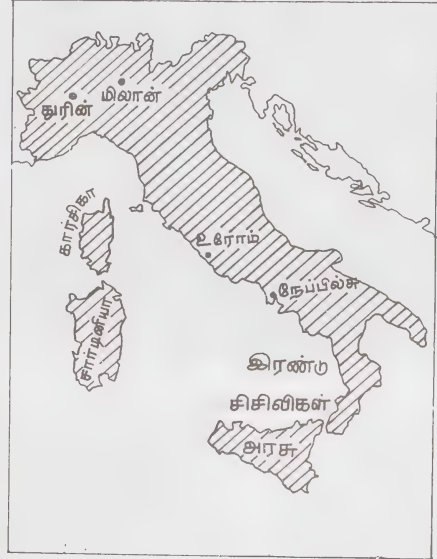 மிலான்
துரின்
கார்சிகா
உரோம்
நேப்பில்சு
சார்டினியா
இரண்டு
சிசிலிகள்
அரசு